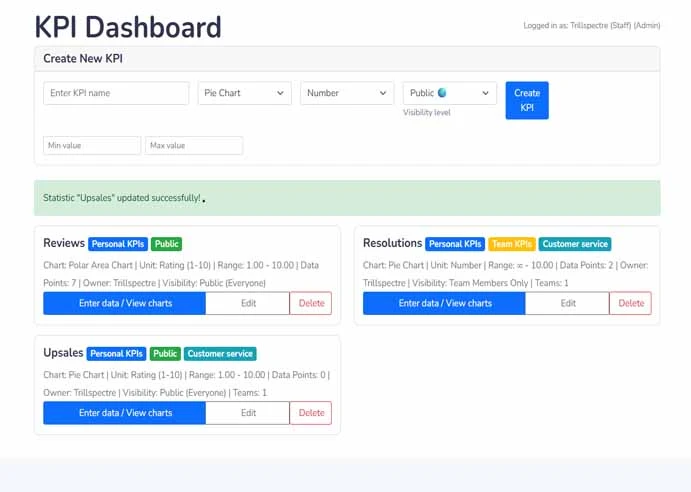 KPI Dashboard
Logged in as: Trillspectre (Staff) (Admin)
Create New KPI
Enter KPI name
Pie Chart
Number
Public
Create
KPI
Visibility level
Min value
Max value
Statistic "Upsales" updated successfully!
Reviews Personal KPIs Public
Chart: Polar Area Chart | Unit: Rating (1-10) | Range: 1.00 - 10.00 | Data
Points: 7 | Owner: Trillspectre | Visibility: Public (Everyone)
Enter data / View charts Edit Delete
Resolutions Personal KPIs Team KPIs Customer service
Chart: Pie Chart | Unit: Number | Range: ∞ - 10.00 | Data Points: 2 | Owner:
Trillspectre | Visibility: Team Members Only | Teams: 1
Enter data / View charts Edit Delete
Upsales Personal KPIs Public Customer service
Chart: Pie Chart | Unit: Rating (1-10) | Range: 1.00 - 10.00 | Data Points: 0 |
Owner: Trillspectre | Visibility: Public (Everyone) | Teams: 1
Enter data / View charts Edit Delete